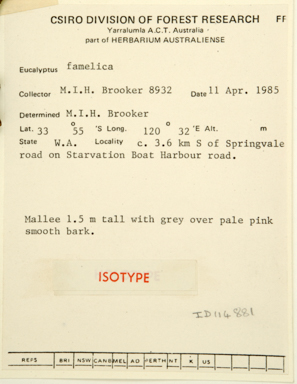 CSIRO DIVISION OF FOREST RESEARCH FF
Yarralumla A.C.T. Australia
part of HERBARIUM AUSTRALIENSE
Eucalyptus famelica
Collector M.I.H. Brooker 8932 Date 11 Apr. 1985
Determined M.I.H. Brooker
Lat. 33 ° 55 'S Long. 120 ° 32 'E Alt. m
State W.A. Locality c. 3.6 km S of Springvale
road on Starvation Boat Harbour road.
Mallee 1.5 m tall with grey over pale pink
smooth bark.
ISOTYPE
ID114881
REFS BRI NSW CANB MEL AD PERTH NT K US